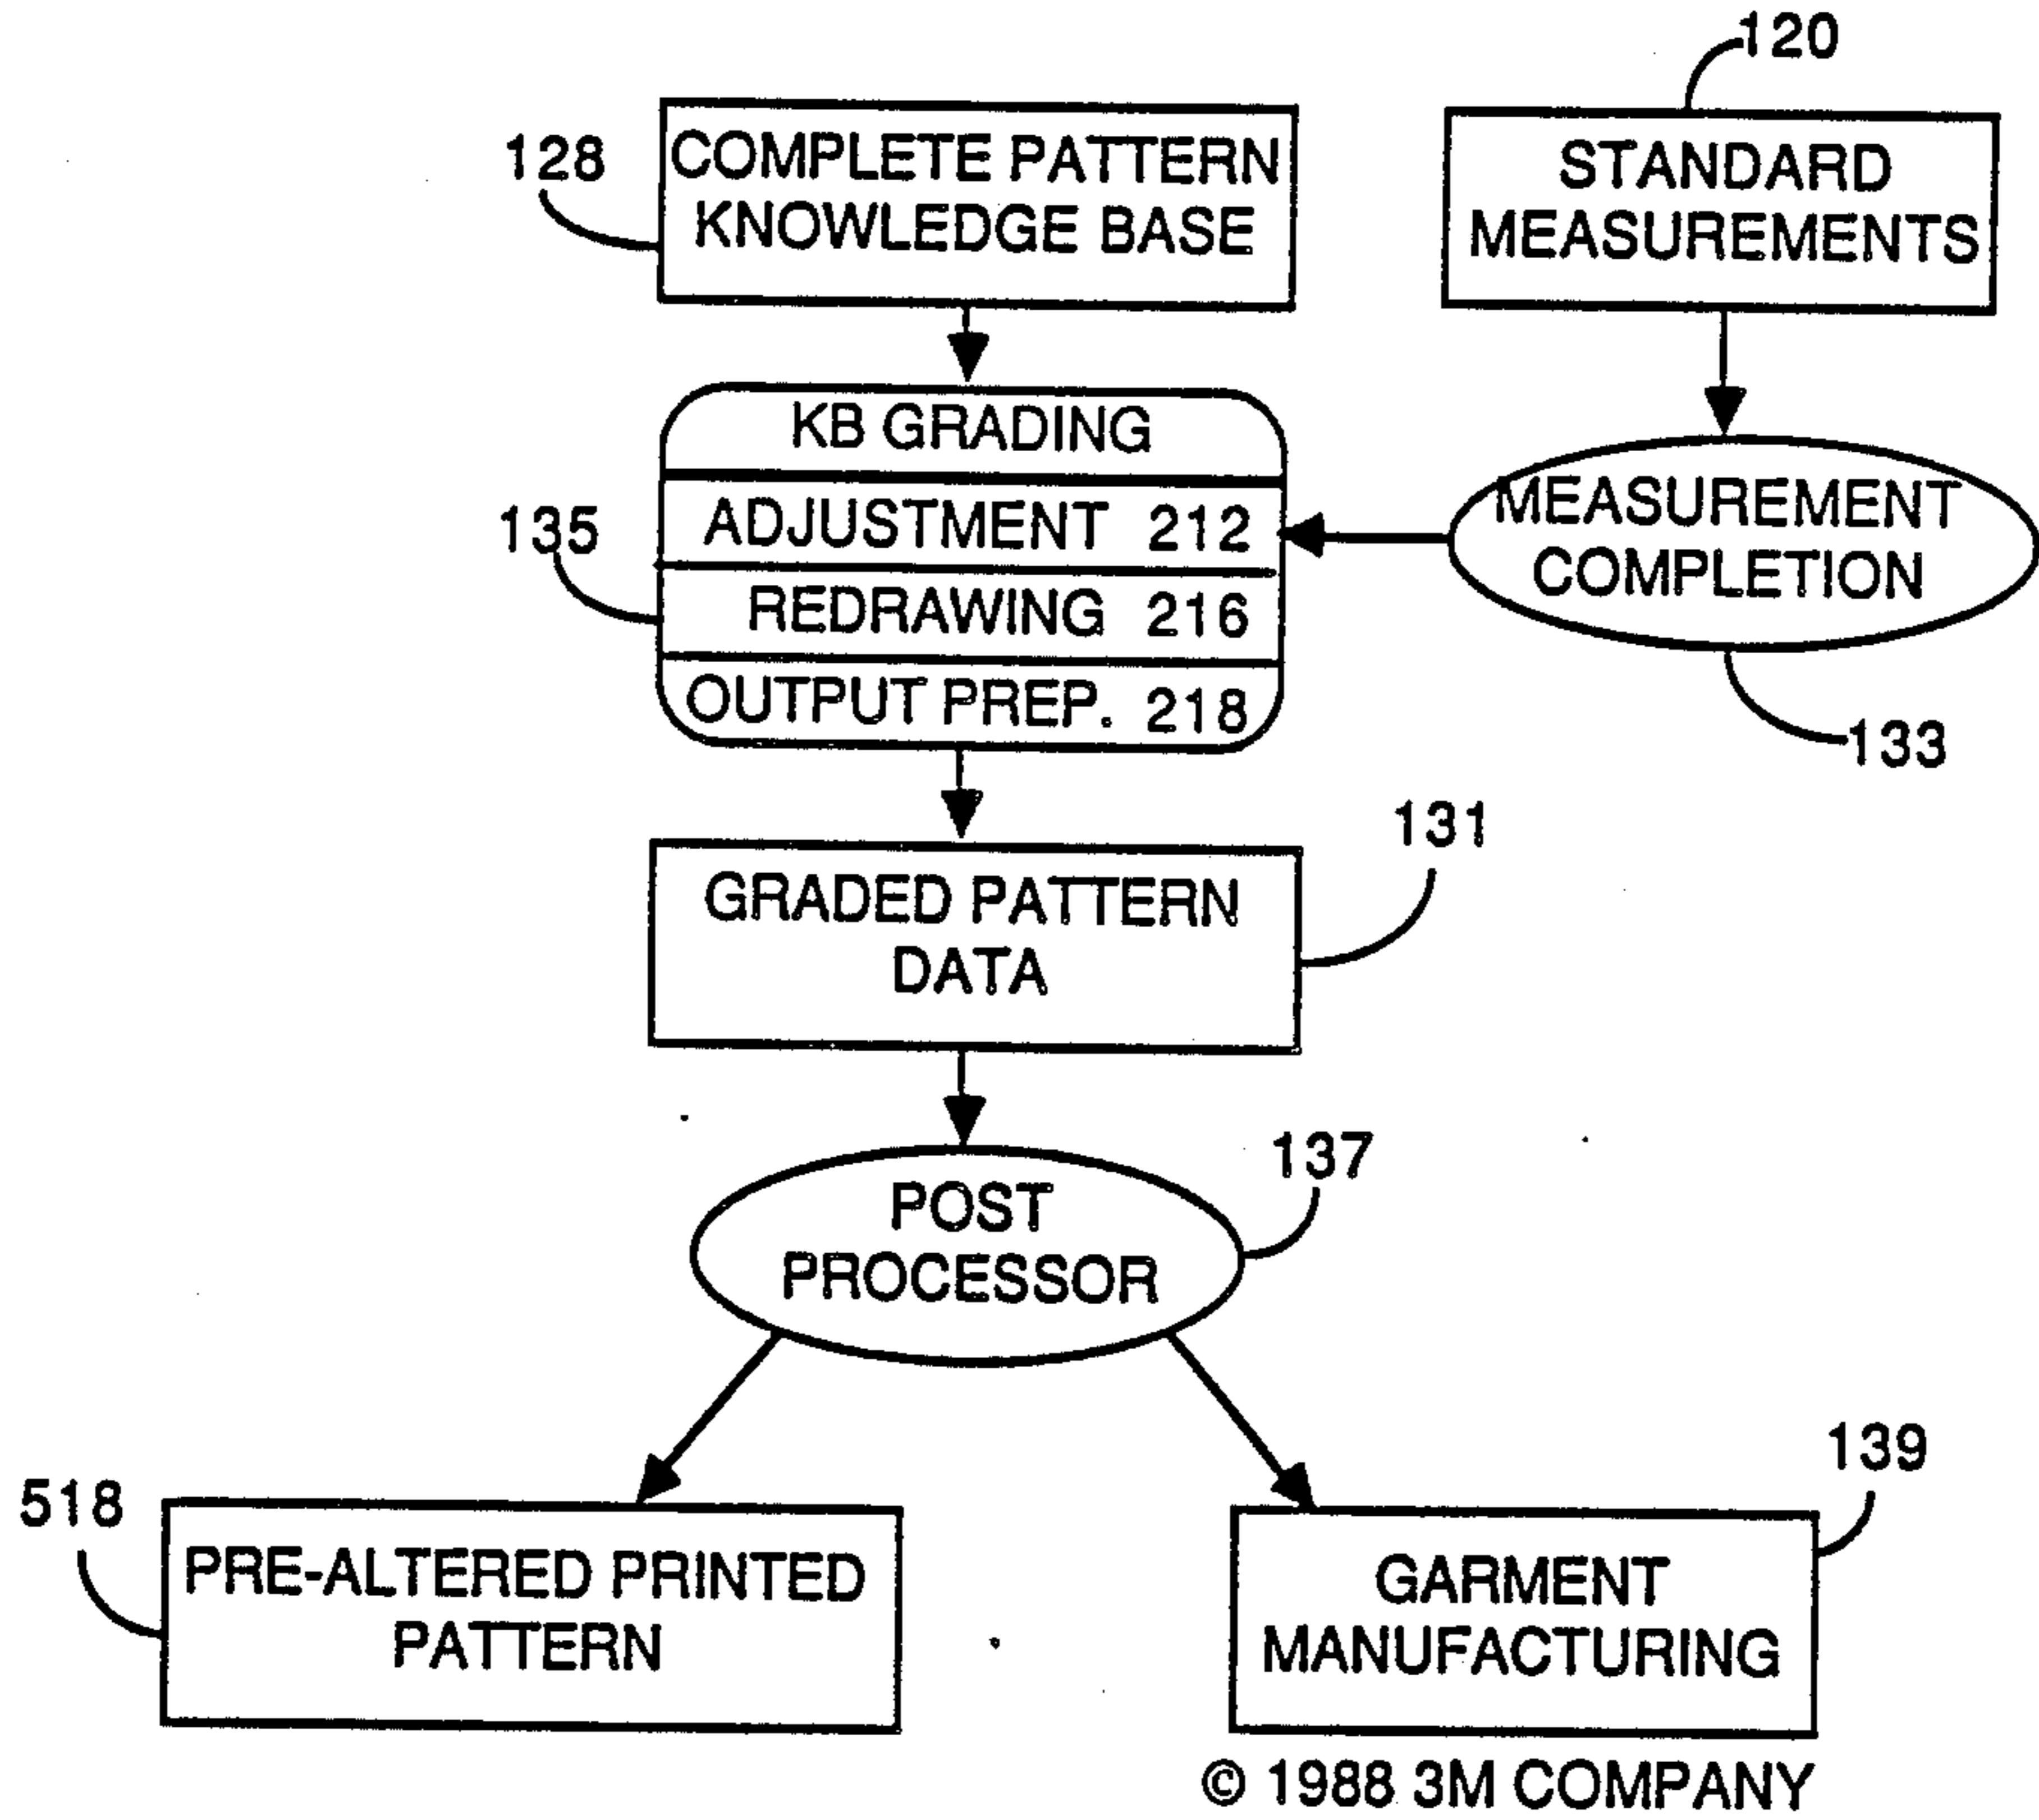 120
128
COMPLETE PATTERN
KNOWLEDGE BASE
STANDARD
MEASUREMENTS
KB GRADING
ADJUSTMENT 212
REDRAWING 216
OUTPUT PREP. 218
135
MEASUREMENT
COMPLETION
133
131
GRADED PATTERN
DATA
137
POST
PROCESSOR
518
PRE-ALTERED PRINTED
PATTERN
139
GARMENT
MANUFACTURING
© 1988 3M COMPANY